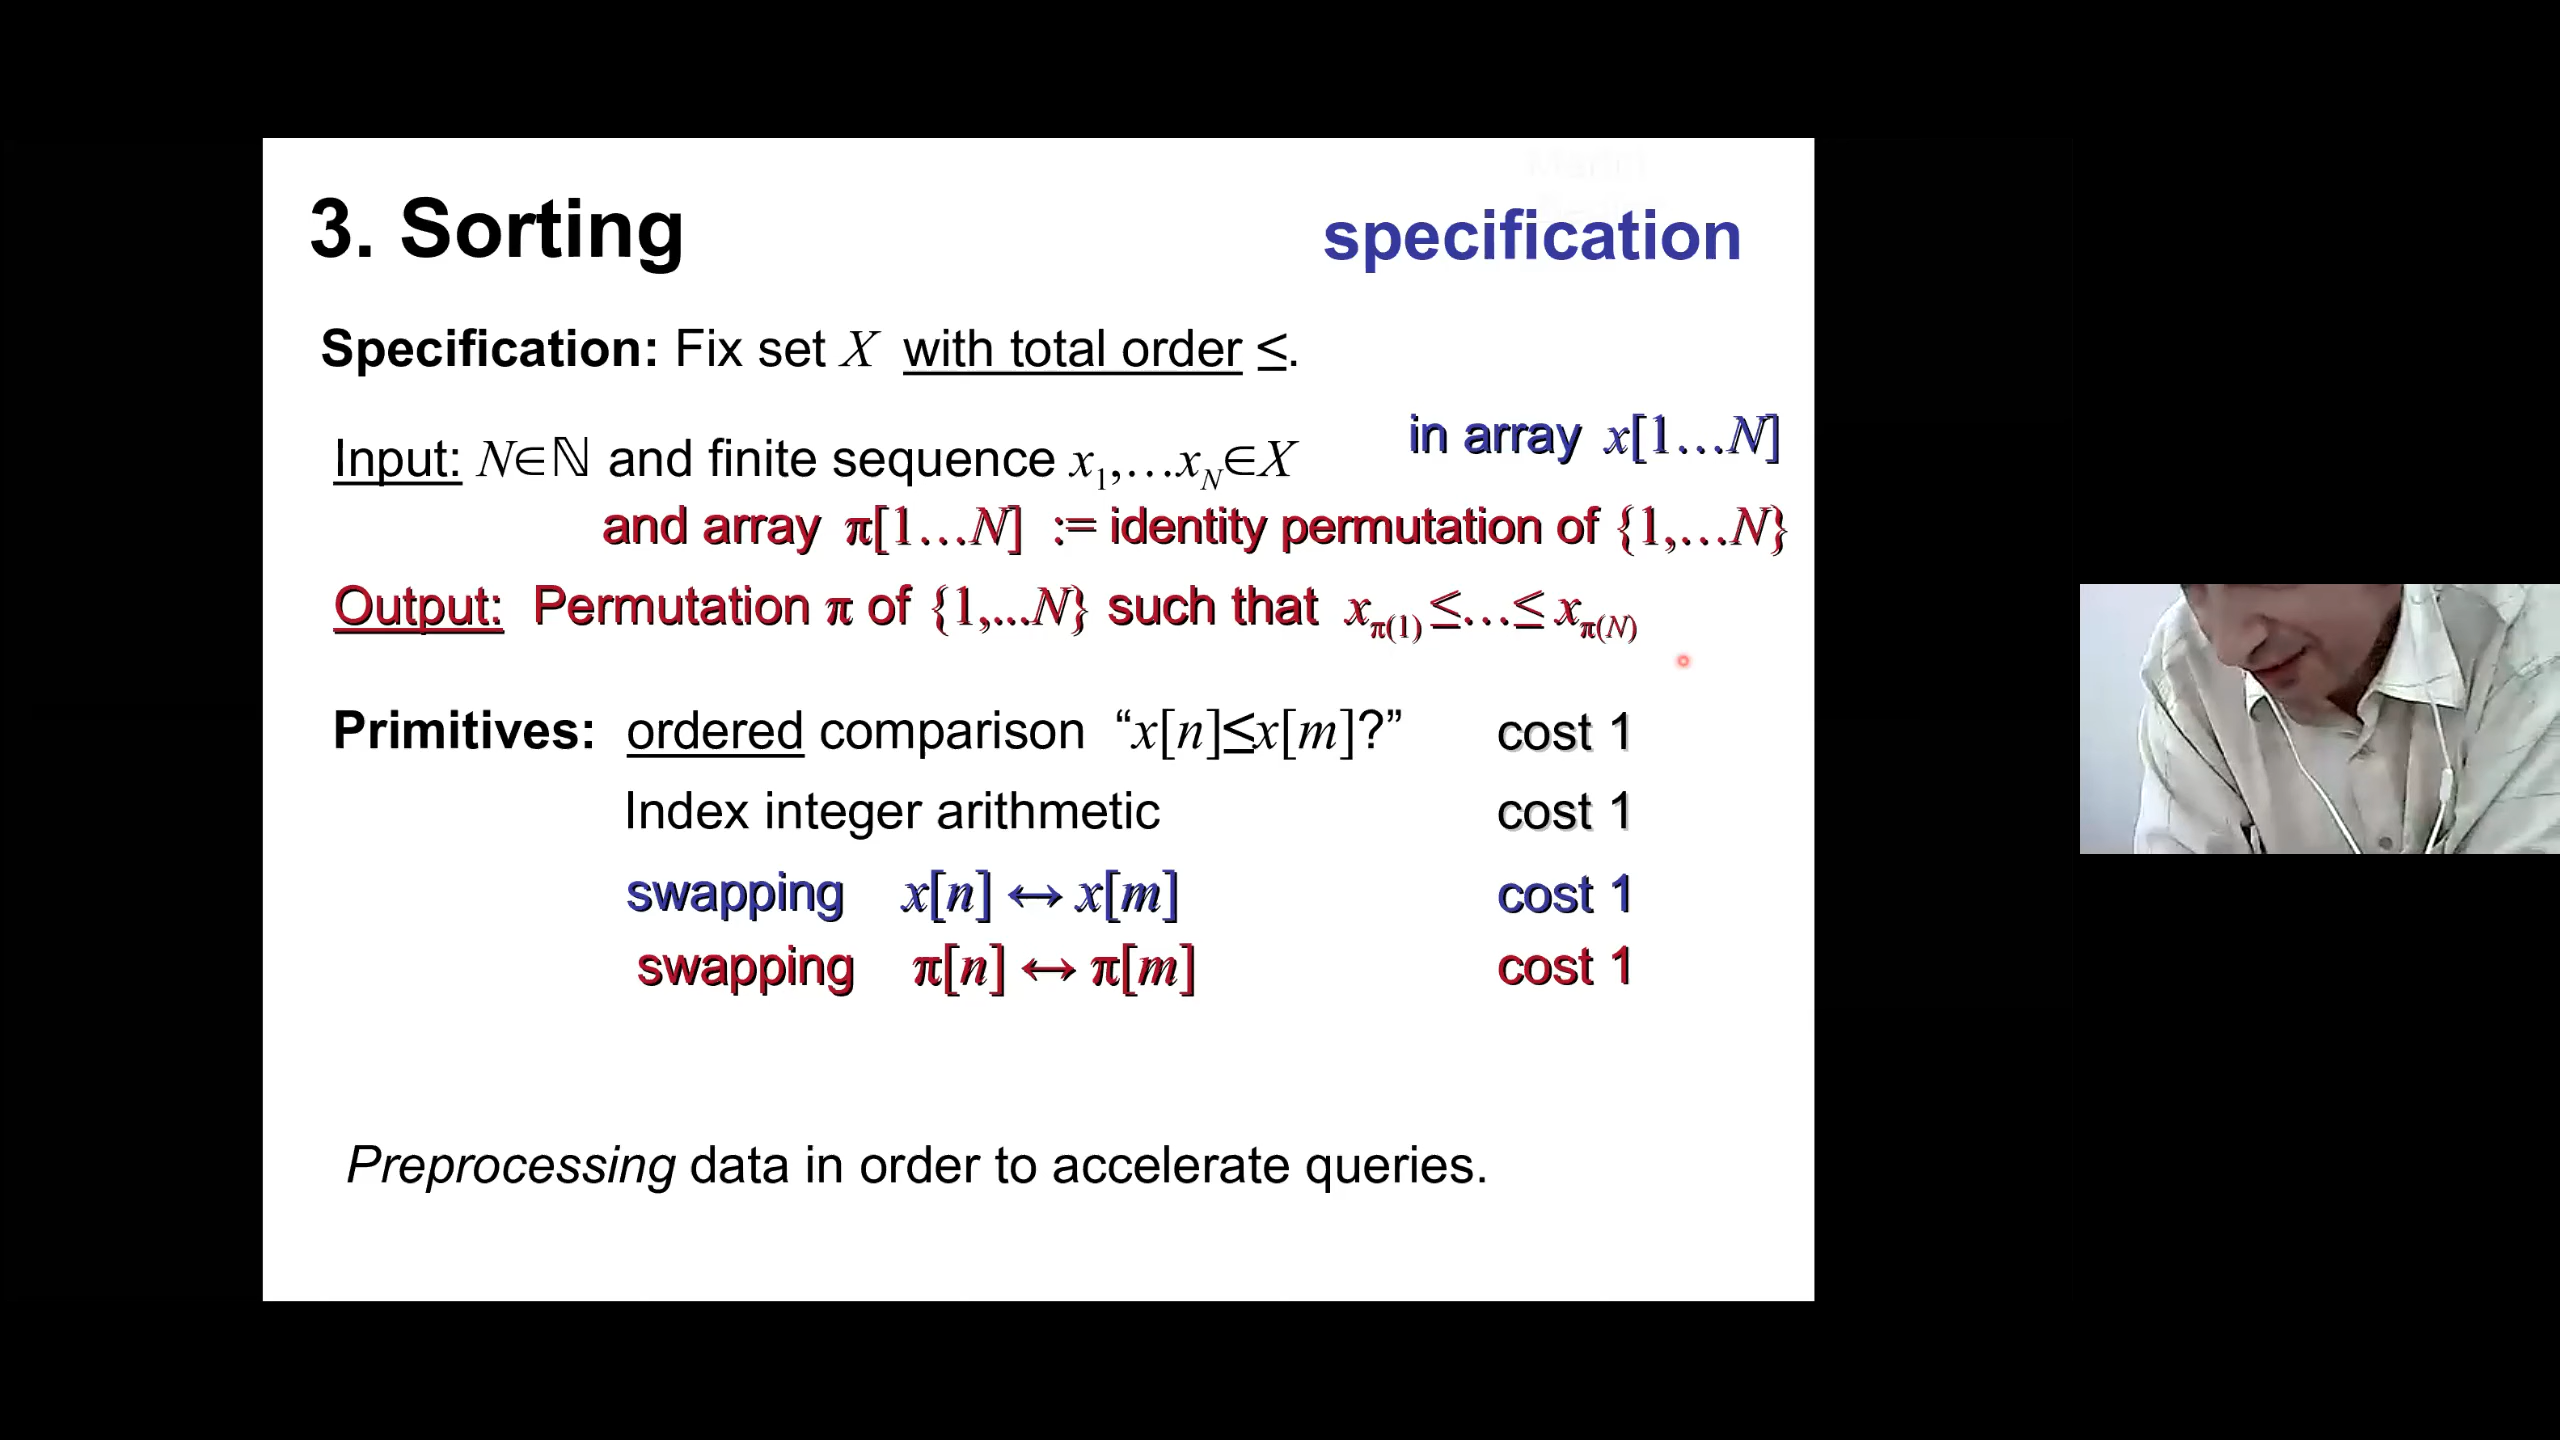 3. Sorting
specification
Specification: Fix set X with total order ≤.
in array x[1…N]
Input: N∈ℕ and finite sequence x₁,…x_N∈X
and array π[1…N] := identity permutation of {1,…N}
Output: Permutation π of {1,...N} such that x_π(1) ≤…≤ x_π(N)
Primitives: ordered comparison “x[n]≤x[m]?” cost 1
Index integer arithmetic cost 1
swapping x[n] ↔ x[m] cost 1
swapping π[n] ↔ π[m] cost 1
Preprocessing data in order to accelerate queries.